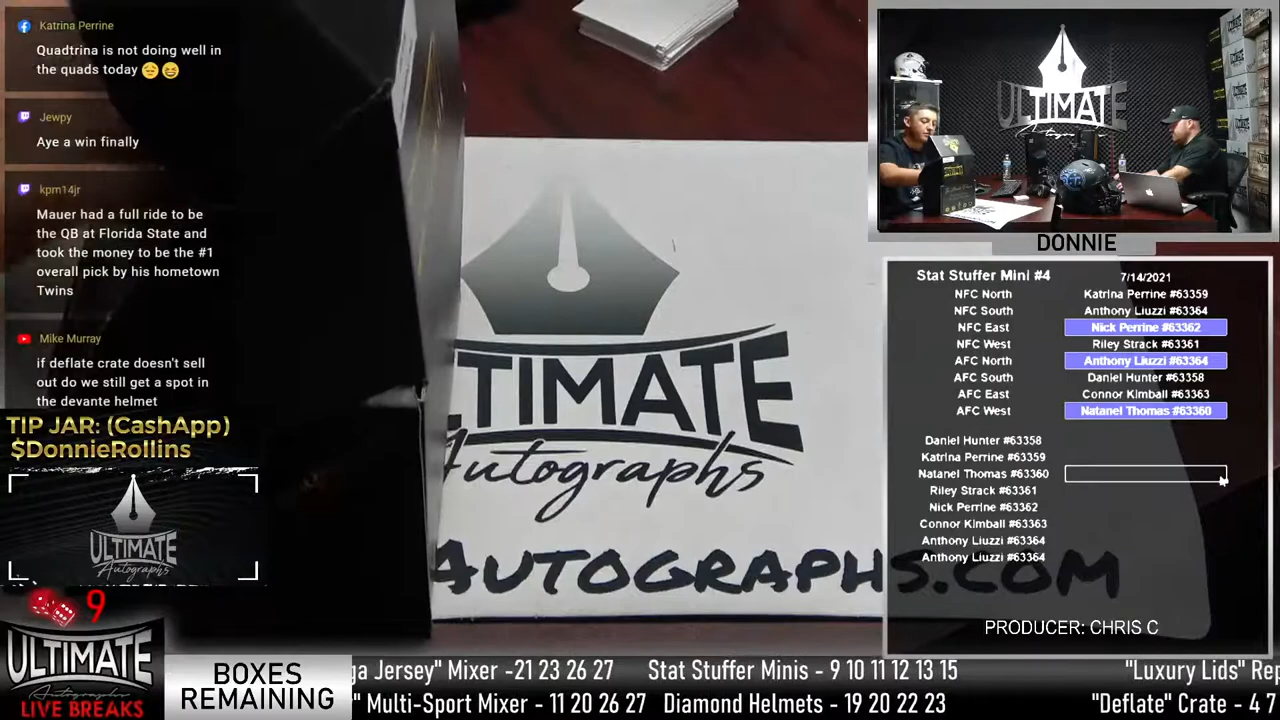 Katrina Perrine
Quadtrina is not doing well in
the quads today 😔😆
Jewpy
Aye a win finally
kpm14jr
Mauer had a full ride to be
the QB at Florida State and
took the money to be the #1
overall pick by his hometown
Twins
Mike Murray
if deflate crate doesn't sell
out do we still get a spot in
the devante helmet
TIP JAR: (CashApp)
$DonnieRollins
ULTIMATE
Autographs
9
ULTIMATE
Autographs
LIVE BREAKS
LTIMATE
Autographs
AUTOGRAPHS.COM
ULTIMATE
DONNIE
Stat Stuffer Mini #4 7/14/2021
NFC North Katrina Perrine #63359
NFC South Anthony Liuzzi #63364
NFC East Nick Perrine #63362
NFC West Riley Strack #63361
AFC North Anthony Liuzzi #63364
AFC South Daniel Hunter #63358
AFC East Connor Kimball #63363
AFC West Natanel Thomas #63360
Daniel Hunter #63358
Katrina Perrine #63359
Natanel Thomas #63360
Riley Strack #63361
Nick Perrine #63362
Connor Kimball #63363
Anthony Liuzzi #63364
Anthony Liuzzi #63364
PRODUCER: CHRIS C
BOXES
REMAINING
ga Jersey" Mixer -21 23 26 27 Stat Stuffer Minis - 9 10 11 12 13 15 "Luxury Lids" Rep
" Multi-Sport Mixer - 11 20 26 27 Diamond Helmets - 19 20 22 23 "Deflate" Crate - 4 7